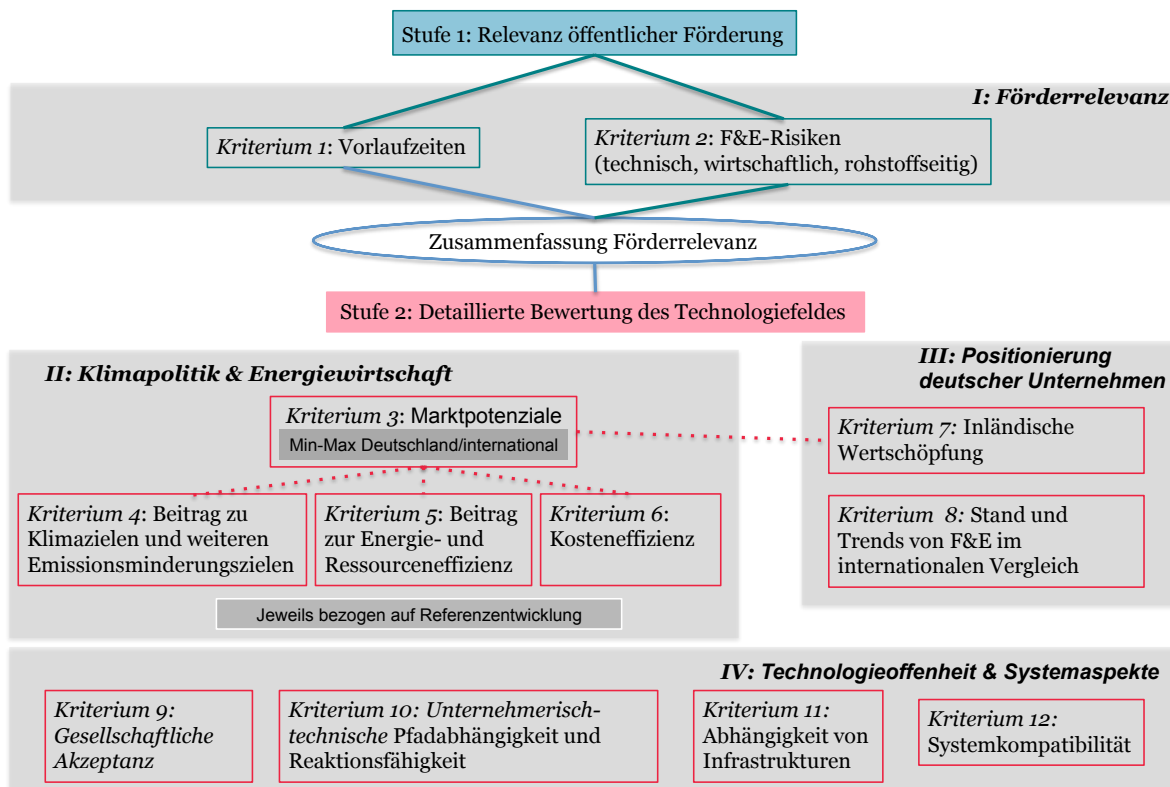 Stufe 1: Relevanz öffentlicher Förderung
I: Förderrelevanz
Kriterium 1: Vorlaufzeiten
Kriterium 2: F&E-Risiken
(technisch, wirtschaftlich, rohstoffseitig)
Zusammenfassung Förderrelevanz
Stufe 2: Detaillierte Bewertung des Technologiefeldes
II: Klimapolitik & Energiewirtschaft
Kriterium 3: Marktpotenziale
Min-Max Deutschland/international
Kriterium 4: Beitrag zu
Klimazielen und weiteren
Emissionsminderungszielen
Kriterium 5: Beitrag
zur Energie- und
Ressourceneffizienz
Kriterium 6:
Kosteneffizienz
Jeweils bezogen auf Referenzentwicklung
III: Positionierung
deutscher Unternehmen
Kriterium 7: Inländische
Wertschöpfung
Kriterium 8: Stand und
Trends von F&E im
internationalen Vergleich
IV: Technologieoffenheit & Systemaspekte
Kriterium 9:
Gesellschaftliche
Akzeptanz
Kriterium 10: Unternehmerisch-
technische Pfadabhängigkeit und
Reaktionsfähigkeit
Kriterium 11:
Abhängigkeit von
Infrastrukturen
Kriterium 12:
Systemkompatibilität